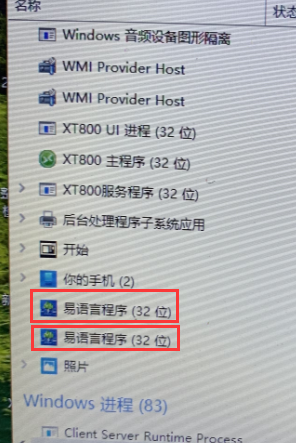 名称
状态
Windows 音频设备图形隔离
WMI Provider Host
WMI Provider Host
XT800 UI 进程 (32 位)
XT800 主程序 (32 位)
XT800服务程序 (32 位)
后台处理程序子系统应用
开始
你的手机 (2)
易语言程序 (32 位)
易语言程序 (32 位)
照片
Windows 进程 (83)
Client Server Runtime Process